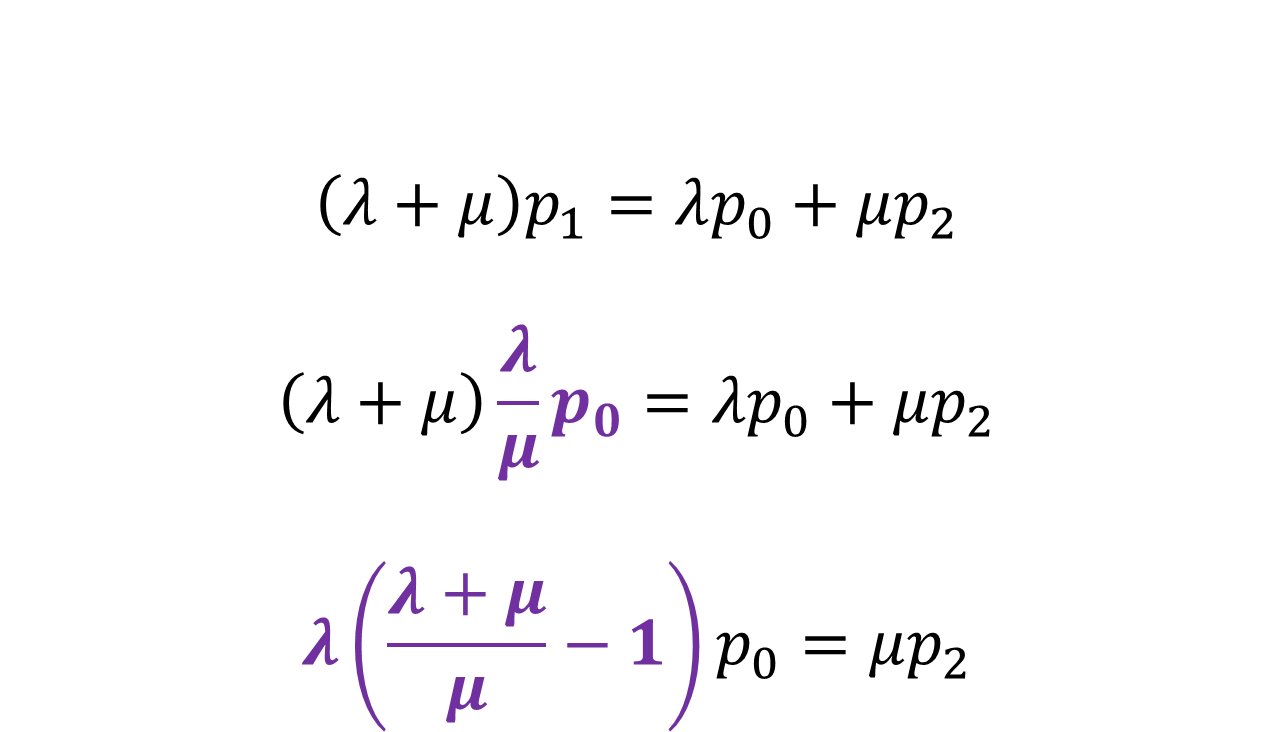 (λ + μ)p₁ = λp₀ + μp₂
(λ + μ) λ/μ p₀ = λp₀ + μp₂
λ((λ + μ)/μ − 1) p₀ = μp₂